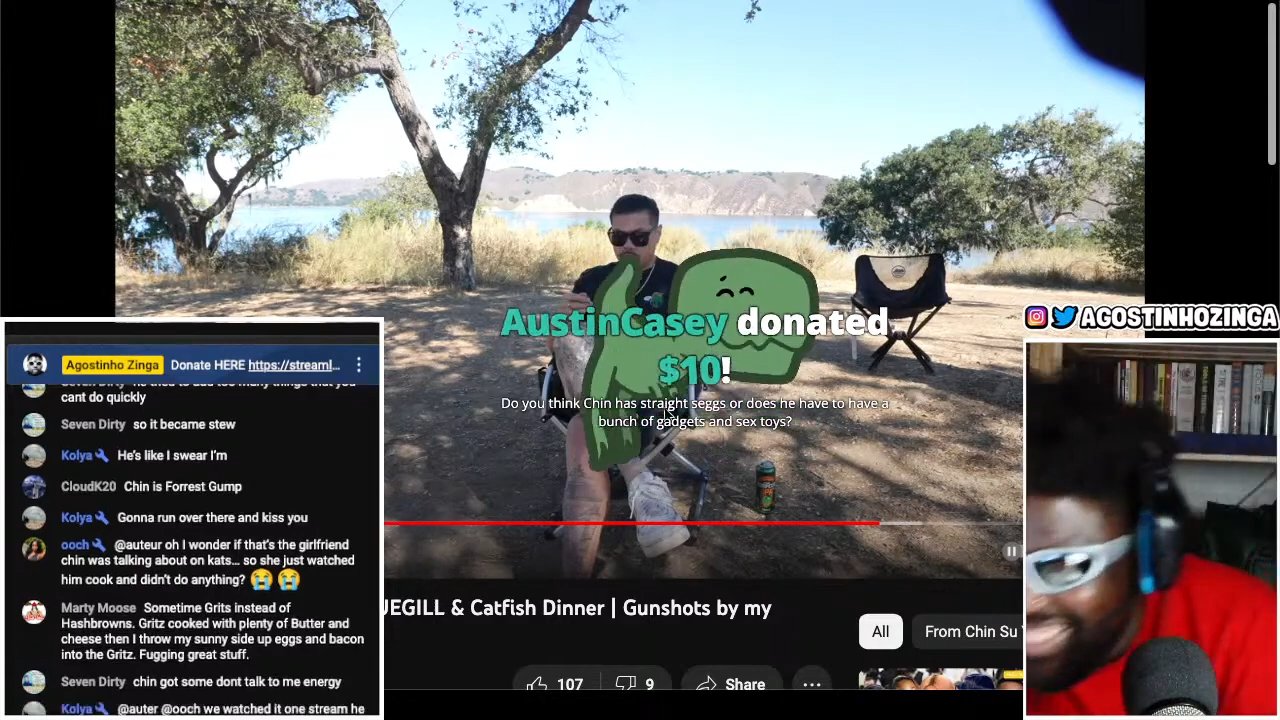 AustinCasey donated
$10!
Do you think Chin has straight seggs or does he have to have a
bunch of gadgets and sex toys?
AGOSTINHOZINGA
Agostinho Zinga Donate HERE https://streaml...
cant do quickly
Seven Dirty so it became stew
Kolya He's like I swear I'm
CloudK20 Chin is Forrest Gump
Kolya Gonna run over there and kiss you
ooch @auteur oh I wonder if that's the girlfriend
chin was talking about on kats... so she just watched
him cook and didn't do anything? 😭😭
Marty Moose Sometime Grits instead of
Hashbrowns. Gritz cooked with plenty of Butter and
cheese then I throw my sunny side up eggs and bacon
into the Gritz. Fugging great stuff.
Seven Dirty chin got some dont talk to me energy
Kolya @auter @ooch we watched it one stream he
UEGILL & Catfish Dinner | Gunshots by my
All
From Chin Su
107
9
Share